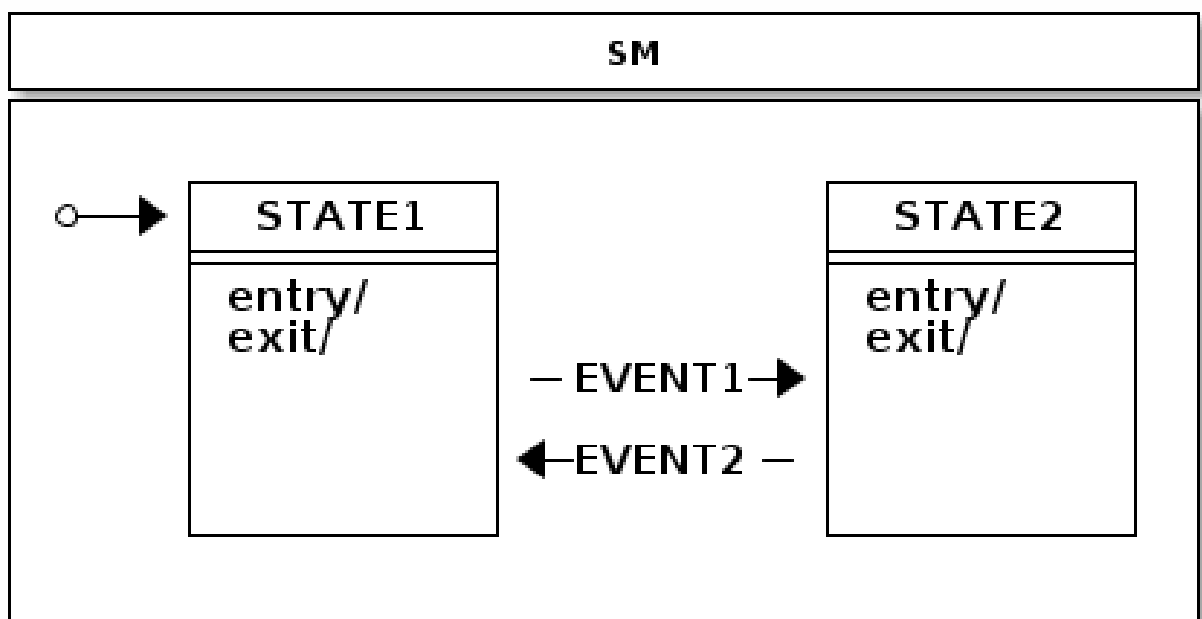 SM
STATE1
entry/
exit/
STATE2
entry/
exit/
EVENT1
EVENT2